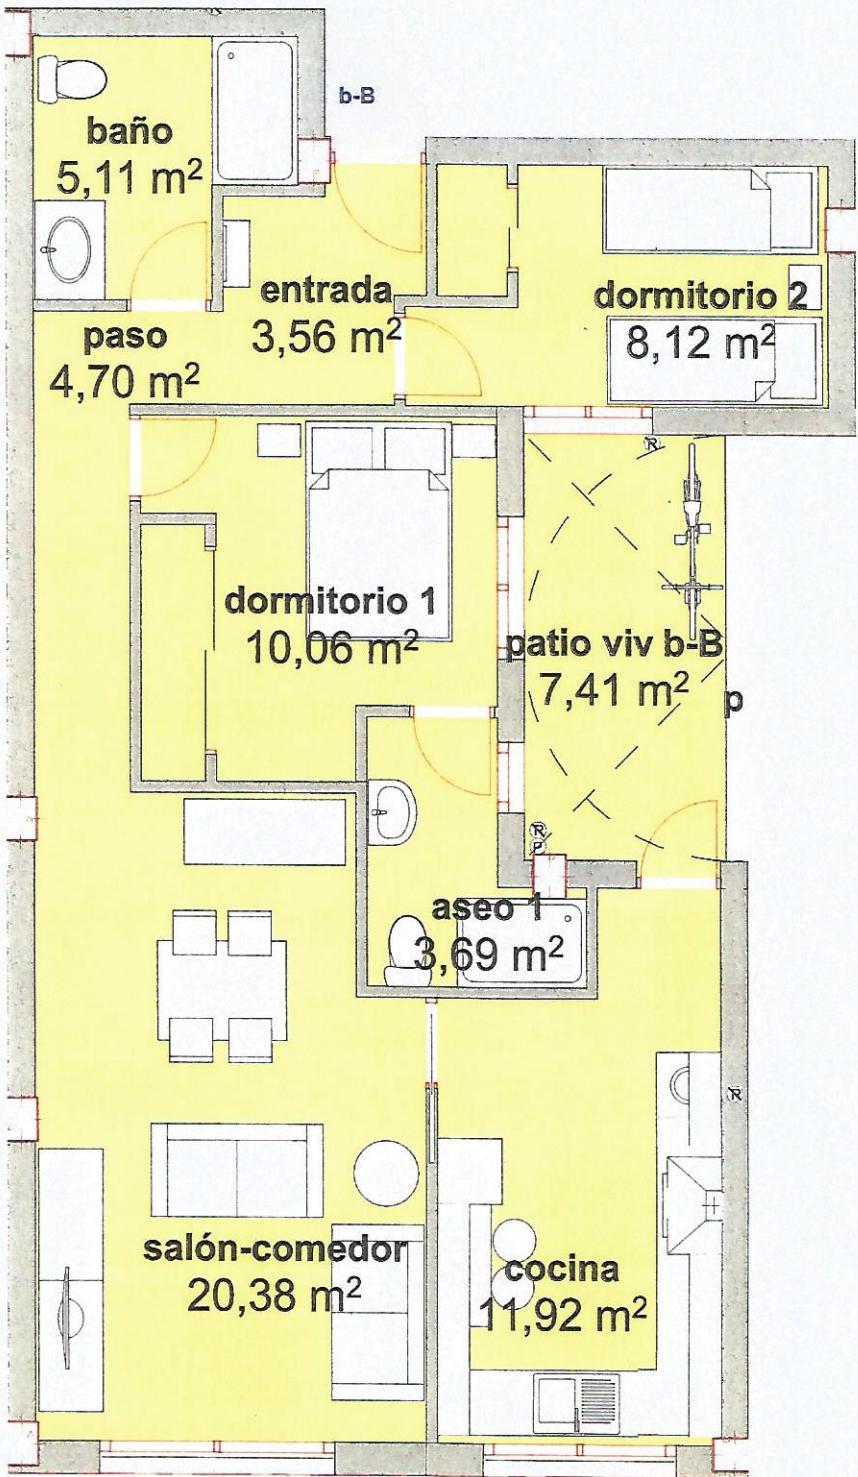 b-B
baño
5,11 m²
entrada
3,56 m²
dormitorio 2
8,12 m²
paso
4,70 m²
R
dormitorio 1
10,06 m²
patio viv b-B
7,41 m²
p
R
P
aseo 1
3,69 m²
R
salón-comedor
20,38 m²
cocina
11,92 m²